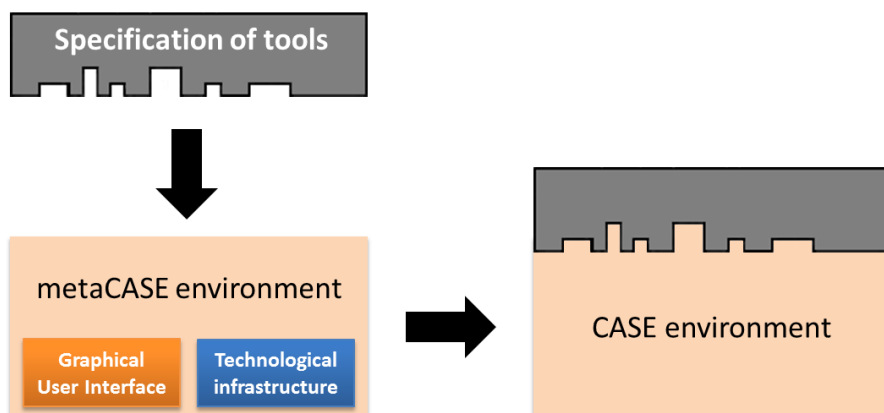 Specification of tools
metaCASE environment
Graphical
User Interface
Technological
infrastructure
CASE environment